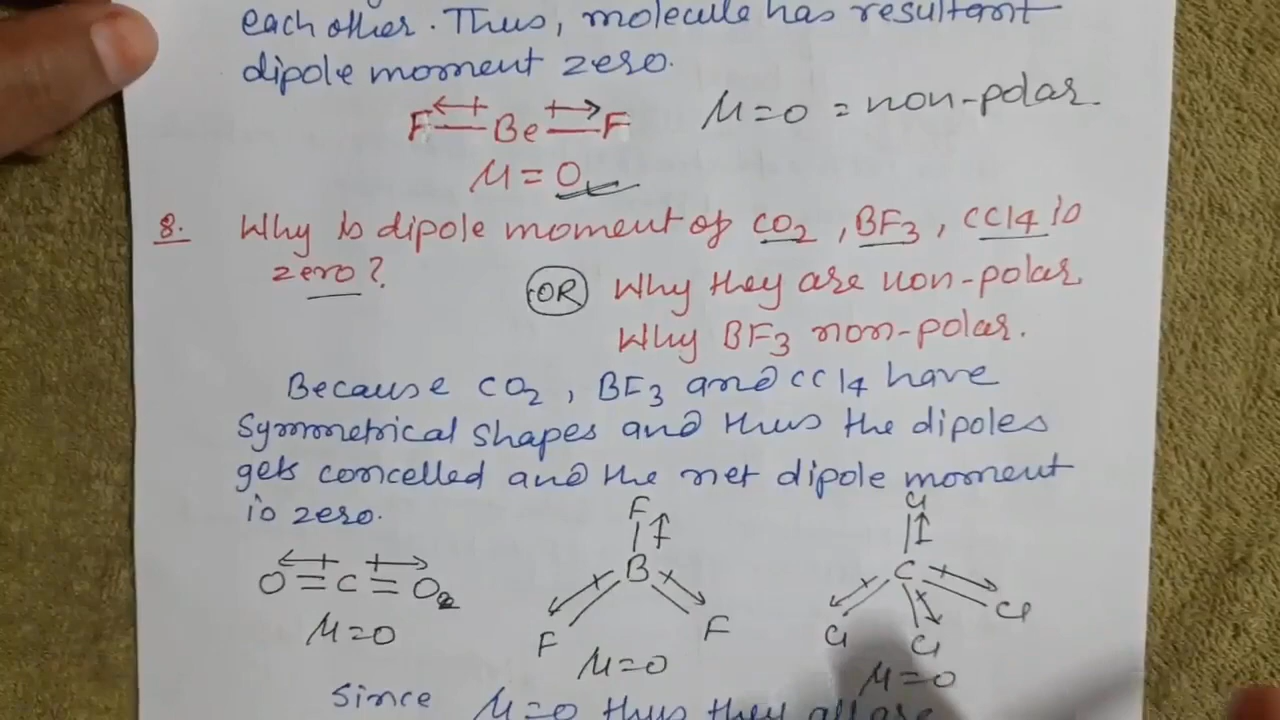 each other. Thus, molecule has resultant
dipole moment zero.
F — Be — F
μ=0 = non-polar
μ = 0
8. Why is dipole moment of CO2, BF3, CCl4 is
zero?
OR Why they are non-polar
Why BF3 non-polar.
Because CO2, BF3 and CCl4 have
symmetrical shapes and thus the dipoles
gets concelled and the net dipole moment
is zero.
O=C=O
μ=0
F
B
F F
μ=0
Cl
C
Cl Cl Cl
μ=0
Since μ=0 thus they all are